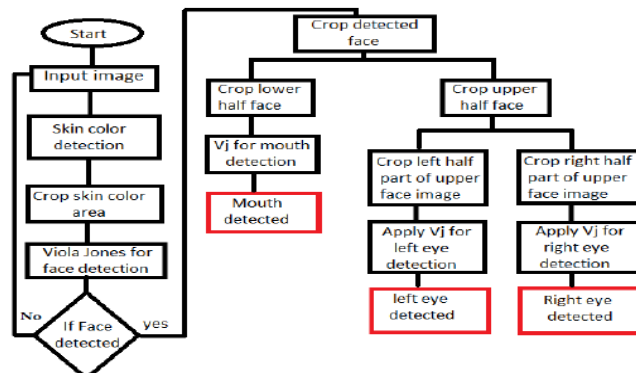 Start
Input image
Skin color
detection
Crop skin color
area
Viola Jones for
face detection
If Face
detected
No
yes
Crop detected
face
Crop lower
half face
Vj for mouth
detection
Mouth
detected
Crop upper
half face
Crop left half
part of upper
face image
Apply Vj for
left eye
detection
left eye
detected
Crop right half
part of upper
face image
Apply Vj for
right eye
detection
Right eye
detected